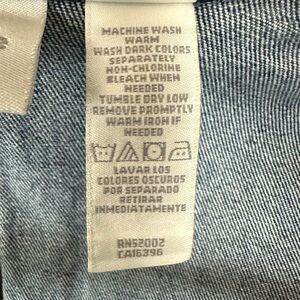 MACHINE WASH
WARM
WASH DARK COLORS
SEPARATELY
NON-CHLORINE
BLEACH WHEN
NEEDED
TUMBLE DRY LOW
REMOVE PROMPTLY
WARM IRON IF
NEEDED
LAVAR LOS
COLORES OSCUROS
POR SEPARADO
RETIRAR
INMEDIATAMENTE
RN52002
CA16396